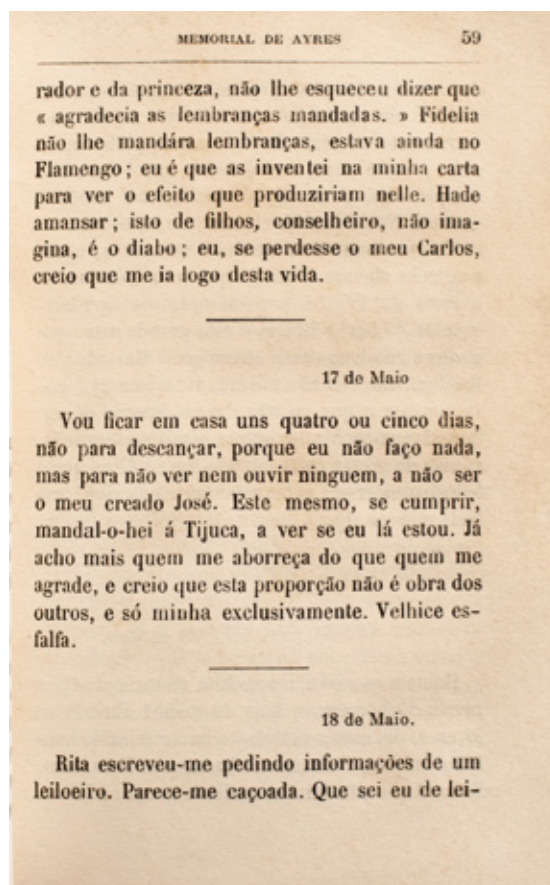 MEMORIAL DE AYRES 59
rador e da princeza, não lhe esqueceu dizer que
« agradecia as lembranças mandadas. » Fidelia
não lhe mandára lembranças, estava ainda no
Flamengo ; eu é que as inventei na minha carta
para ver o efeito que produziriam nelle. Hade
amansar ; isto de filhos, conselheiro, não ima-
gina, é o diabo ; eu, se perdesse o meu Carlos,
creio que me ia logo desta vida.
17 de Maio
Vou ficar em casa uns quatro ou cinco dias,
não para descançar, porque eu não faço nada,
mas para não ver nem ouvir ninguem, a não ser
o meu creado José. Este mesmo, se cumprir,
mandal-o-hei á Tijuca, a ver se eu lá estou. Já
acho mais quem me aborreça do que quem me
agrade, e creio que esta proporção não é obra dos
outros, e só minha exclusivamente. Velhice es-
falfa.
18 de Maio.
Rita escreveu-me pedindo informações de um
leiloeiro. Parece-me caçoada. Que sei eu de lei-